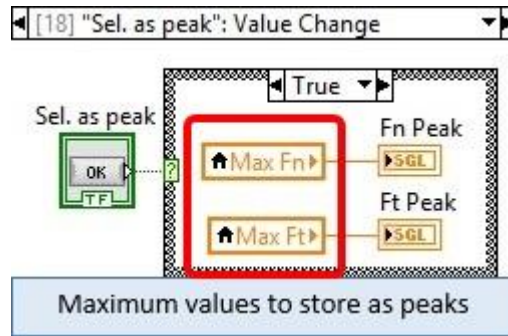 [18] "Sel. as peak": Value Change
True
Sel. as peak
Fn Peak
OK
?
Max Fn
SGL
TF
Ft Peak
Max Ft
SGL
Maximum values to store as peaks